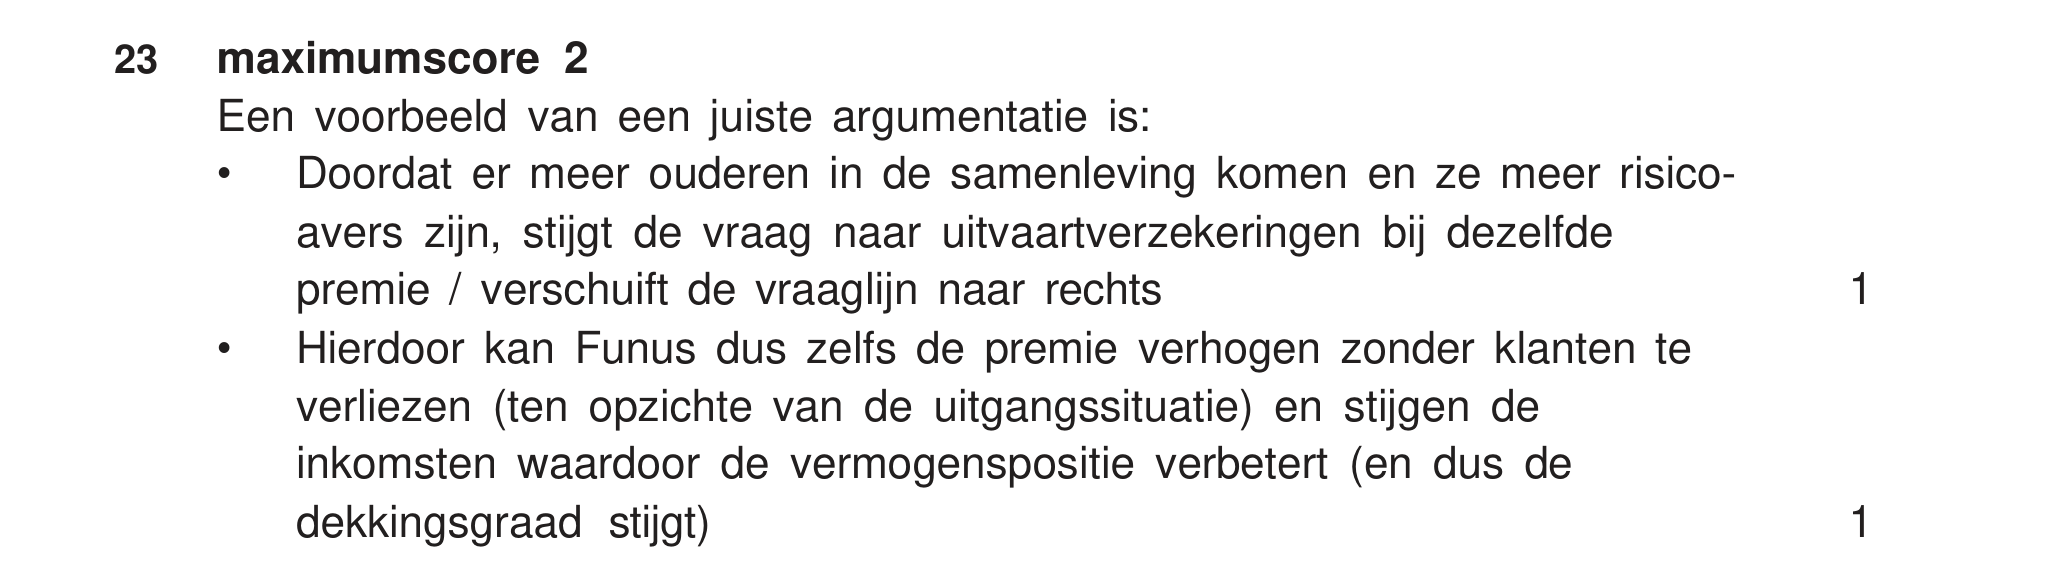 23 maximumscore 2
Een voorbeeld van een juiste argumentatie is:
• Doordat er meer ouderen in de samenleving komen en ze meer risico-
avers zijn, stijgt de vraag naar uitvaartverzekeringen bij dezelfde
premie / verschuift de vraaglijn naar rechts 1
• Hierdoor kan Funus dus zelfs de premie verhogen zonder klanten te
verliezen (ten opzichte van de uitgangssituatie) en stijgen de
inkomsten waardoor de vermogenspositie verbetert (en dus de
dekkingsgraad stijgt) 1